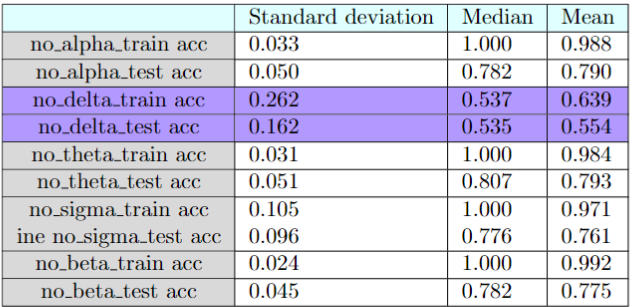 Standard deviation Median Mean
no_alpha_train acc 0.033 1.000 0.988
no_alpha_test acc 0.050 0.782 0.790
no_delta_train acc 0.262 0.537 0.639
no_delta_test acc 0.162 0.535 0.554
no_theta_train acc 0.031 1.000 0.984
no_theta_test acc 0.051 0.807 0.793
no_sigma_train acc 0.105 1.000 0.971
ine no_sigma_test acc 0.096 0.776 0.761
no_beta_train acc 0.024 1.000 0.992
no_beta_test acc 0.045 0.782 0.775